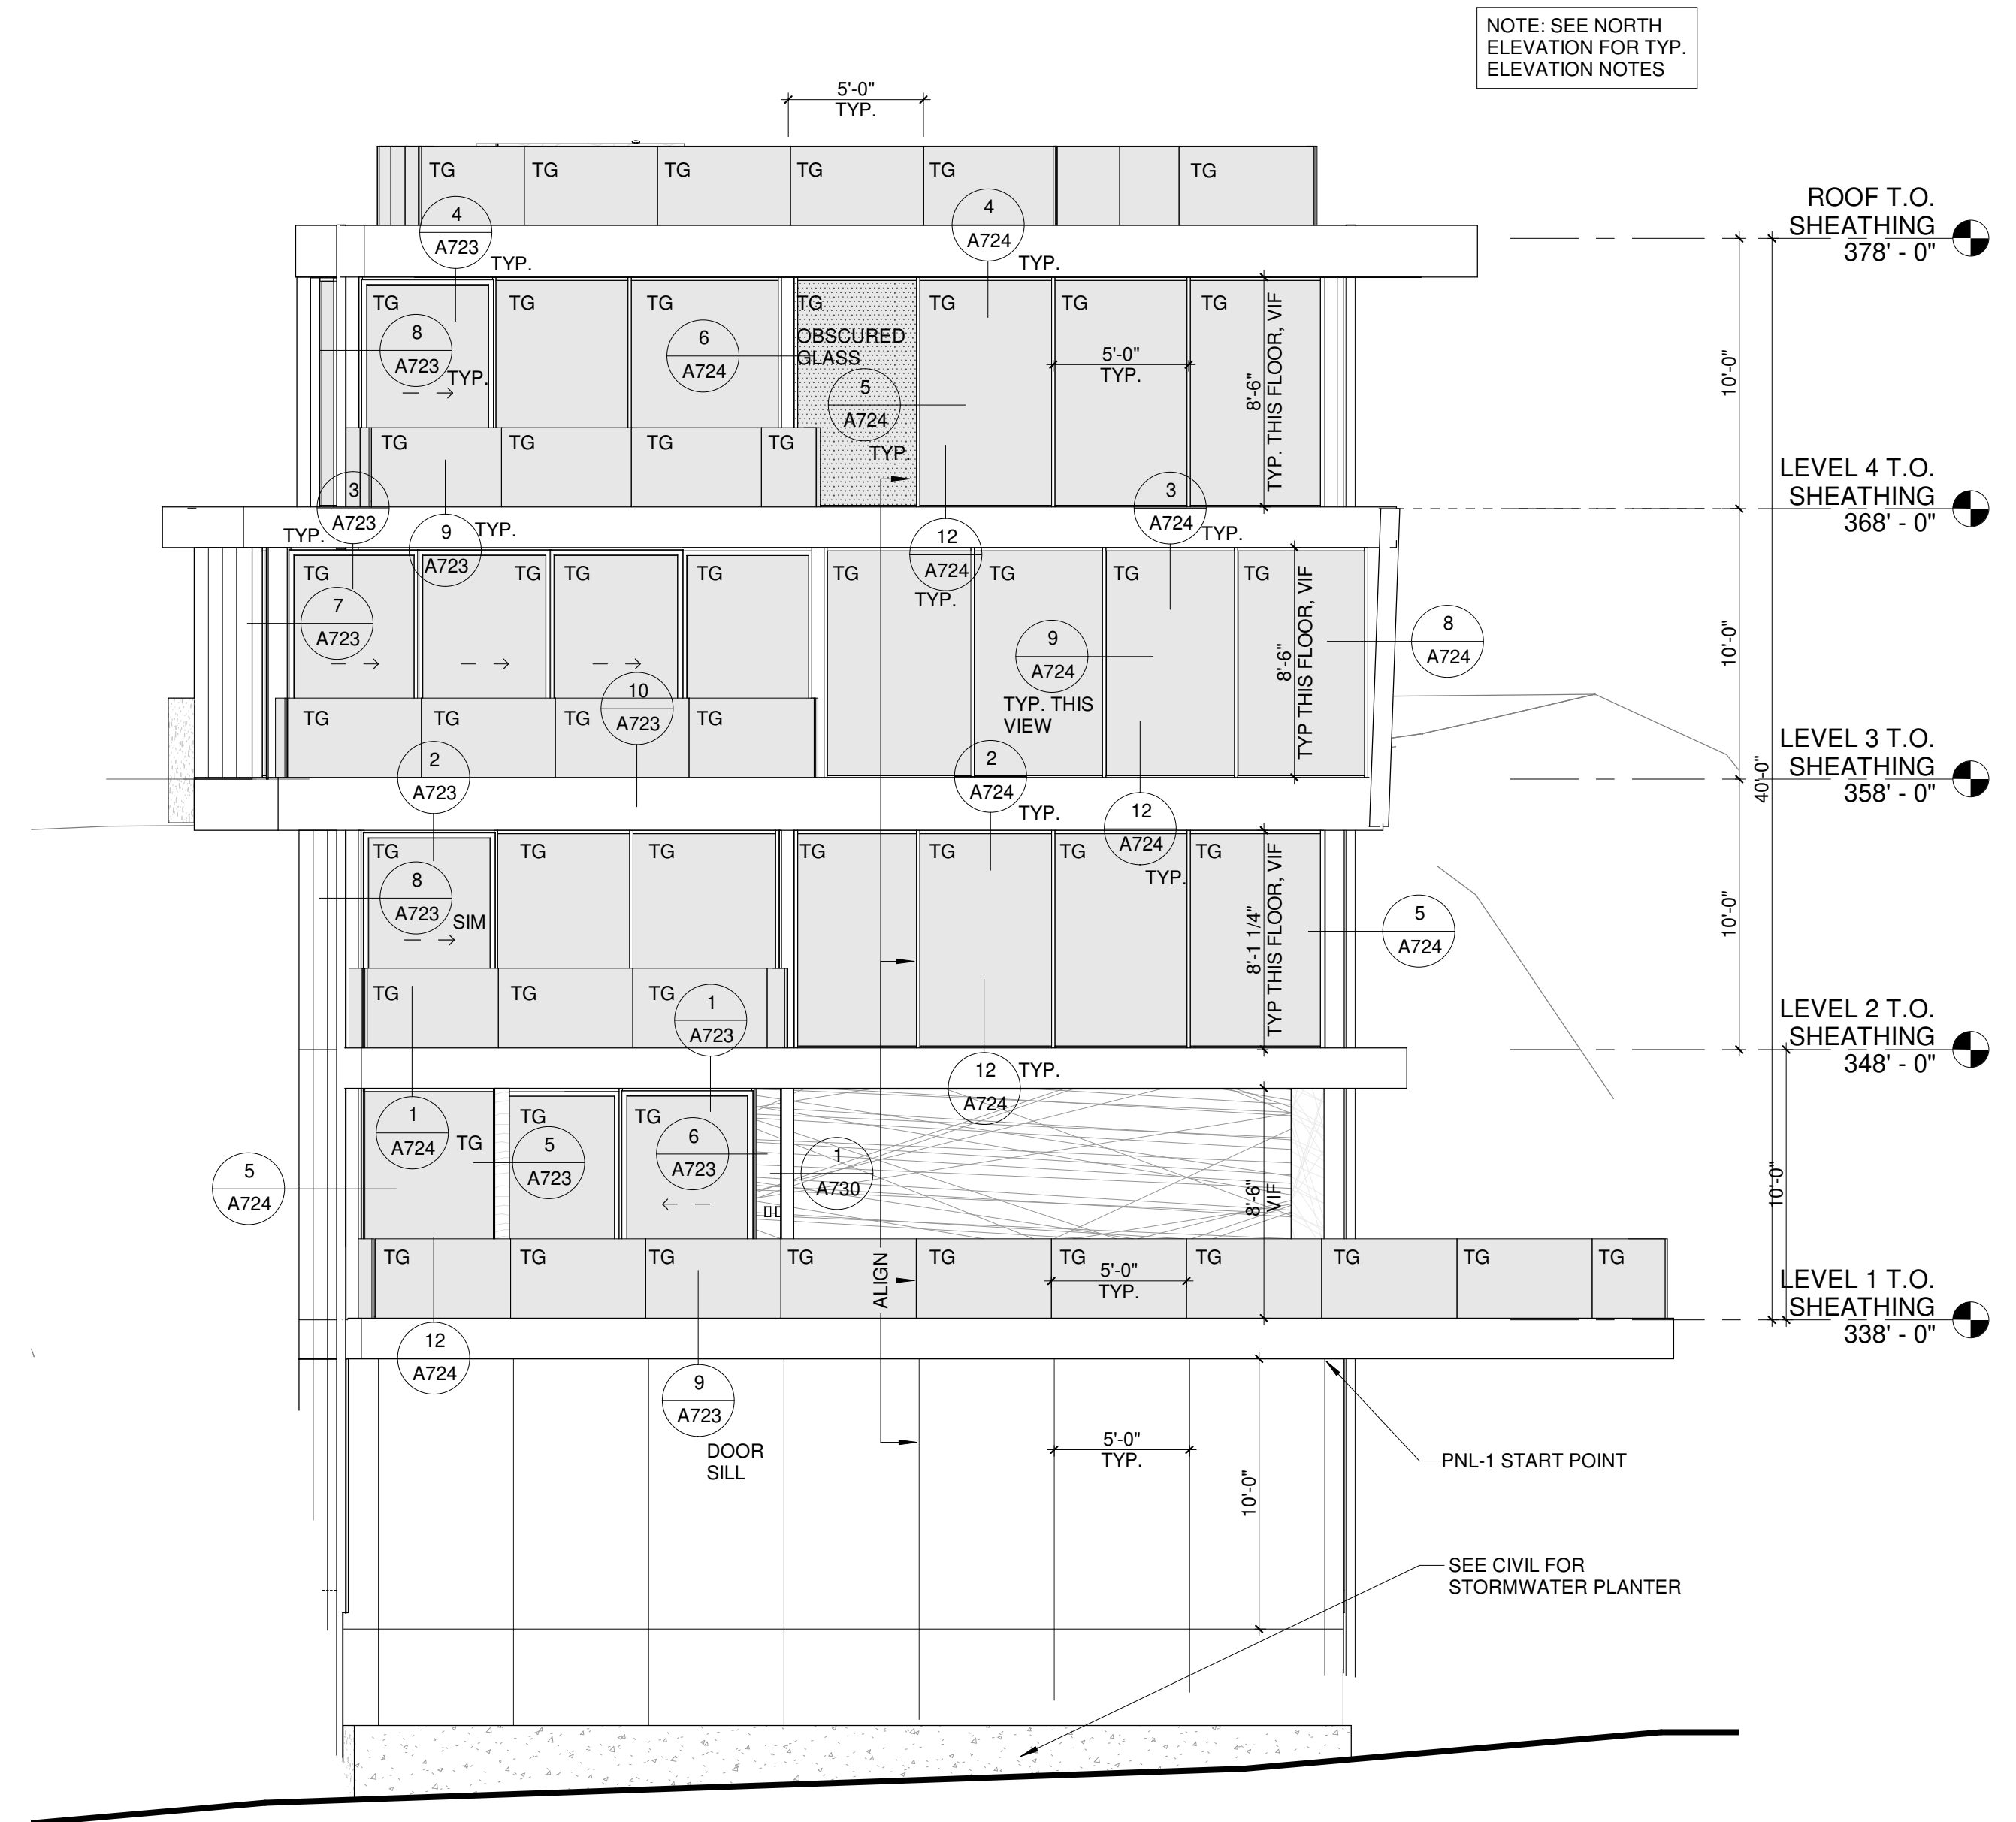 NOTE: SEE NORTH
ELEVATION FOR TYP.
ELEVATION NOTES
5'-0"
TYP.
TG
TG
TG
TG
TG
TG
ROOF T.O.
SHEATHING
378' - 0"
4
A723
TYP.
4
A724
TYP.
TG
TG
TG
TG
TG
TG
TG
OBSCURED
GLASS
8
A723
TYP.
6
A724
5
A724
TYP.
5'-0"
TYP.
8'-6"
TYP. THIS FLOOR, VIF
10'-0"
TG
TG
TG
TG
LEVEL 4 T.O.
SHEATHING
368' - 0"
3
A723
TYP.
9
A723
TYP.
12
A724
TYP.
3
A724
TYP.
TG
TG
TG
TG
TG
TG
TG
TG
7
A723
10
A723
9
A724
TYP. THIS
VIEW
8'-6"
TYP THIS FLOOR, VIF
8
A724
10'-0"
TG
TG
TG
TG
LEVEL 3 T.O.
SHEATHING
358' - 0"
40'-0"
2
A723
2
A724
TYP.
12
A724
TYP.
TG
TG
TG
TG
TG
TG
TG
8
A723
SIM
8'-1 1/4"
TYP THIS FLOOR, VIF
5
A724
10'-0"
TG
TG
TG
1
A723
LEVEL 2 T.O.
SHEATHING
348' - 0"
12
A724
TYP.
1
A724
TG
TG
TG
5
A723
6
A723
1
A730
5
A724
8'-6"
VIF
10'-0"
TG
TG
TG
TG
TG
TG
TG
TG
TG
TG
ALIGN
5'-0"
TYP.
LEVEL 1 T.O.
SHEATHING
338' - 0"
12
A724
9
A723
DOOR
SILL
5'-0"
TYP.
10'-0"
PNL-1 START POINT
SEE CIVIL FOR
STORMWATER PLANTER